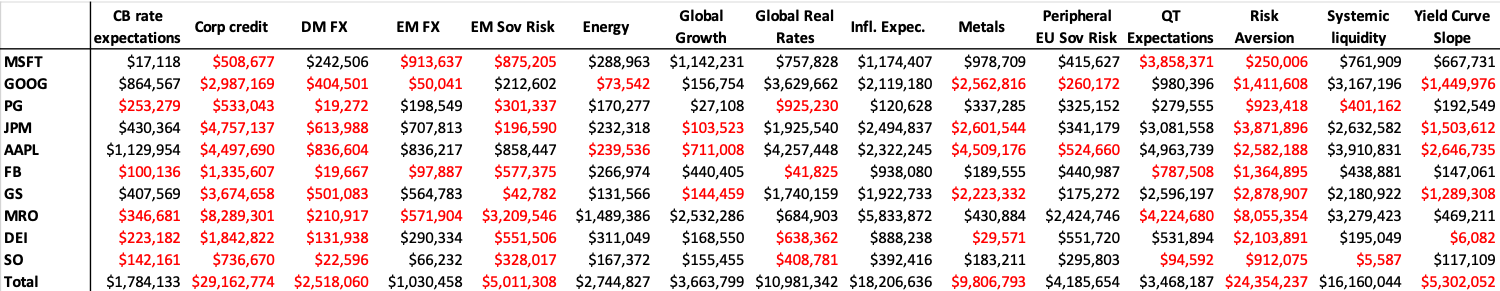 CB rate expectations Corp credit DM FX EM FX EM Sov Risk Energy Global Growth Global Real Rates Infl. Expec. Metals Peripheral EU Sov Risk QT Expectations Risk Aversion Systemic liquidity Yield Curve Slope
MSFT $17,118 $508,677 $242,506 $913,637 $875,205 $288,963 $1,142,231 $757,828 $1,174,407 $978,709 $415,627 $3,858,371 $250,006 $761,909 $667,731
GOOG $864,567 $2,987,169 $404,501 $50,041 $212,602 $73,542 $156,754 $3,629,662 $2,119,180 $2,562,816 $260,172 $980,396 $1,411,608 $3,167,196 $1,449,976
PG $253,279 $533,043 $19,272 $198,549 $301,337 $170,277 $27,108 $925,230 $120,628 $337,285 $325,152 $279,555 $923,418 $401,162 $192,549
JPM $430,364 $4,757,137 $613,988 $707,813 $196,590 $232,318 $103,523 $1,925,540 $2,494,837 $2,601,544 $341,179 $3,081,558 $3,871,896 $2,632,582 $1,503,612
AAPL $1,129,954 $4,497,690 $836,604 $836,217 $858,447 $239,536 $711,008 $4,257,448 $2,322,245 $4,509,176 $524,660 $4,963,739 $2,582,188 $3,910,831 $2,646,735
FB $100,136 $1,335,607 $19,667 $97,887 $577,375 $266,974 $440,405 $41,825 $938,080 $189,555 $440,987 $787,508 $1,364,895 $438,881 $147,061
GS $407,569 $3,674,658 $501,083 $564,783 $42,782 $131,566 $144,459 $1,740,159 $1,922,733 $2,223,332 $175,272 $2,596,197 $2,878,907 $2,180,922 $1,289,308
MRO $346,681 $8,289,301 $210,917 $571,904 $3,209,546 $1,489,386 $2,532,286 $684,903 $5,833,872 $430,884 $2,424,746 $4,224,680 $8,055,354 $3,279,423 $469,211
DEI $223,182 $1,842,822 $131,938 $290,334 $551,506 $311,049 $168,550 $638,362 $888,238 $29,571 $551,720 $531,894 $2,103,891 $195,049 $6,082
SO $142,161 $736,670 $22,596 $66,232 $328,017 $167,372 $155,455 $408,781 $392,416 $183,211 $295,803 $94,592 $912,075 $5,587 $117,109
Total $1,784,133 $29,162,774 $2,518,060 $1,030,458 $5,011,308 $2,744,827 $3,663,799 $10,981,342 $18,206,636 $9,806,793 $4,185,654 $3,468,187 $24,354,237 $16,160,044 $5,302,052